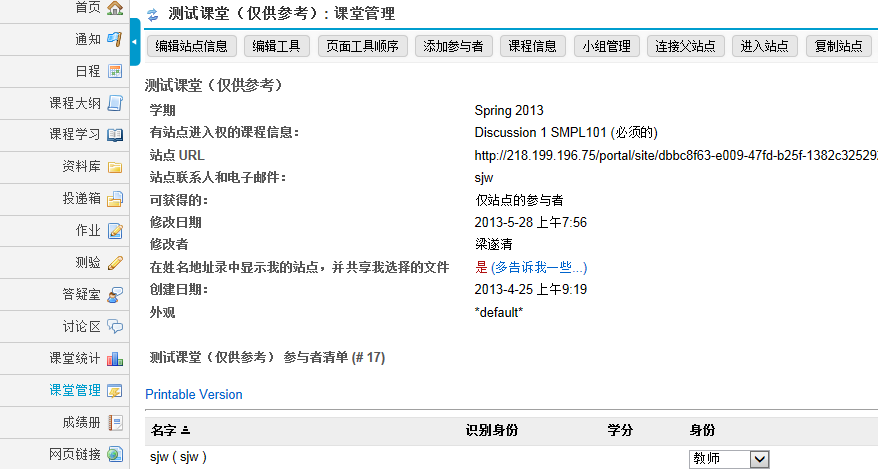 首页
通知
日程
课程大纲
课程学习
资料库
投递箱
作业
测验
答疑室
讨论区
课堂统计
课堂管理
成绩册
网页链接
测试课堂（仅供参考）: 课堂管理
编辑站点信息 编辑工具 页面工具顺序 添加参与者 课程信息 小组管理 连接父站点 进入站点 复制站点
测试课堂（仅供参考）
学期 Spring 2013
有站点进入权的课程信息： Discussion 1 SMPL101 (必须的)
站点 URL http://218.199.196.75/portal/site/dbbc8f63-e009-47fd-b25f-1382c325292
站点联系人和电子邮件： sjw
可获得的： 仅站点的参与者
修改日期 2013-5-28 上午7:56
修改者 梁遂清
在姓名地址录中显示我的站点，并共享我选择的文件 是 (多告诉我一些...)
创建日期： 2013-4-25 上午9:19
外观 *default*
测试课堂（仅供参考） 参与者清单 (# 17)
Printable Version
名字 识别身份 学分 身份
sjw ( sjw ) 教师